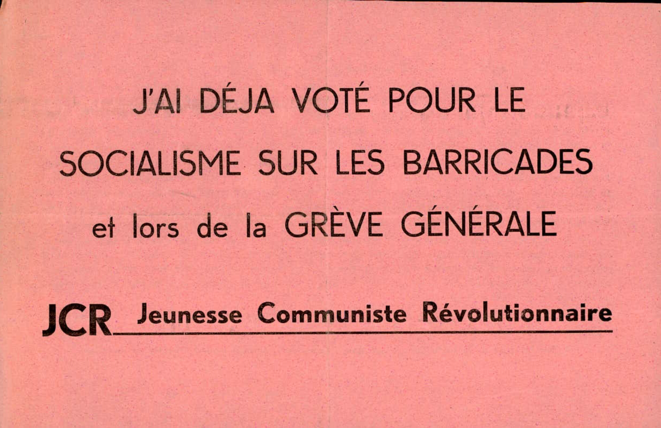 J'AI DÉJA VOTÉ POUR LE
SOCIALISME SUR LES BARRICADES
et lors de la GRÈVE GÉNÉRALE
JCR Jeunesse Communiste Révolutionnaire